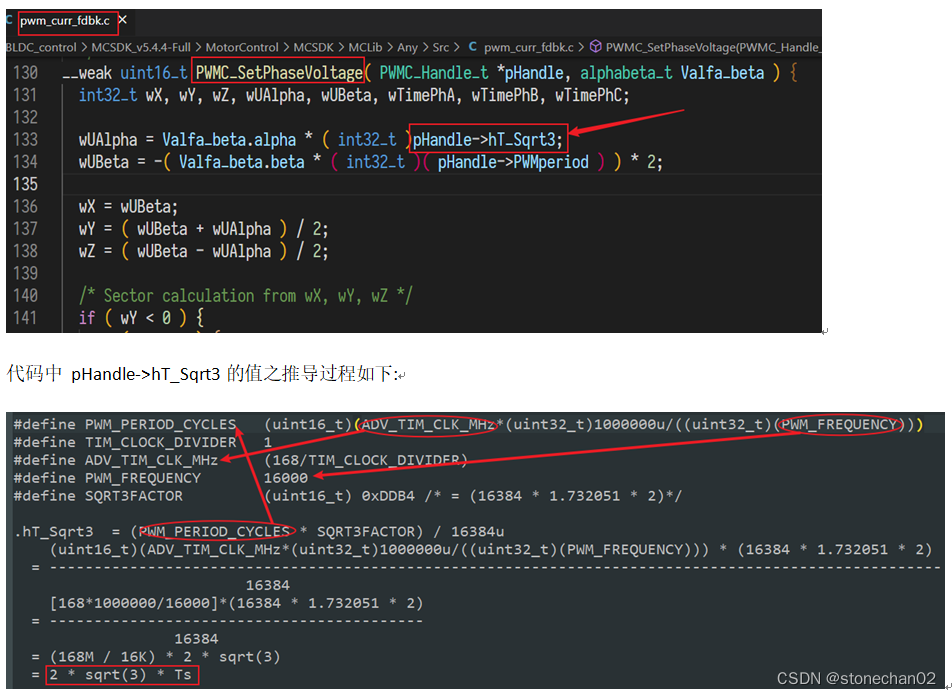 pwm_curr_fdbk.c ×
BLDC_control > MCSDK_v5.4.4-Full > MotorControl > MCSDK > MCLib > Any > Src > C pwm_curr_fdbk.c > PWMC_SetPhaseVoltage(PWMC_Handle_
130 __weak uint16_t PWMC_SetPhaseVoltage( PWMC_Handle_t *pHandle, alphabeta_t Valfa_beta ) {
131 int32_t wX, wY, wZ, wUAlpha, wUBeta, wTimePhA, wTimePhB, wTimePhC;
132
133 wUAlpha = Valfa_beta.alpha * ( int32_t )pHandle->hT_Sqrt3;
134 wUBeta = -( Valfa_beta.beta * ( int32_t )( pHandle->PWMperiod ) ) * 2;
135
136 wX = wUBeta;
137 wY = ( wUBeta + wUAlpha ) / 2;
138 wZ = ( wUBeta - wUAlpha ) / 2;
139
140 /* Sector calculation from wX, wY, wZ */
141 if ( wY < 0 ) {
代码中 pHandle->hT_Sqrt3 的值之推导过程如下:
#define PWM_PERIOD_CYCLES (uint16_t)(ADV_TIM_CLK_MHz*(uint32_t)1000000u/((uint32_t)(PWM_FREQUENCY)))
#define TIM_CLOCK_DIVIDER 1
#define ADV_TIM_CLK_MHz (168/TIM_CLOCK_DIVIDER)
#define PWM_FREQUENCY 16000
#define SQRT3FACTOR (uint16_t) 0xDDB4 /* = (16384 * 1.732051 * 2)*/
.hT_Sqrt3 = (PWM_PERIOD_CYCLES * SQRT3FACTOR) / 16384u
(uint16_t)(ADV_TIM_CLK_MHz*(uint32_t)1000000u/((uint32_t)(PWM_FREQUENCY))) * (16384 * 1.732051 * 2)
= ----------------------------------------------------------------------------------------------------
16384
[168*1000000/16000]*(16384 * 1.732051 * 2)
= ------------------------------------------
16384
= (168M / 16K) * 2 * sqrt(3)
= 2 * sqrt(3) * Ts
CSDN @stonechan02